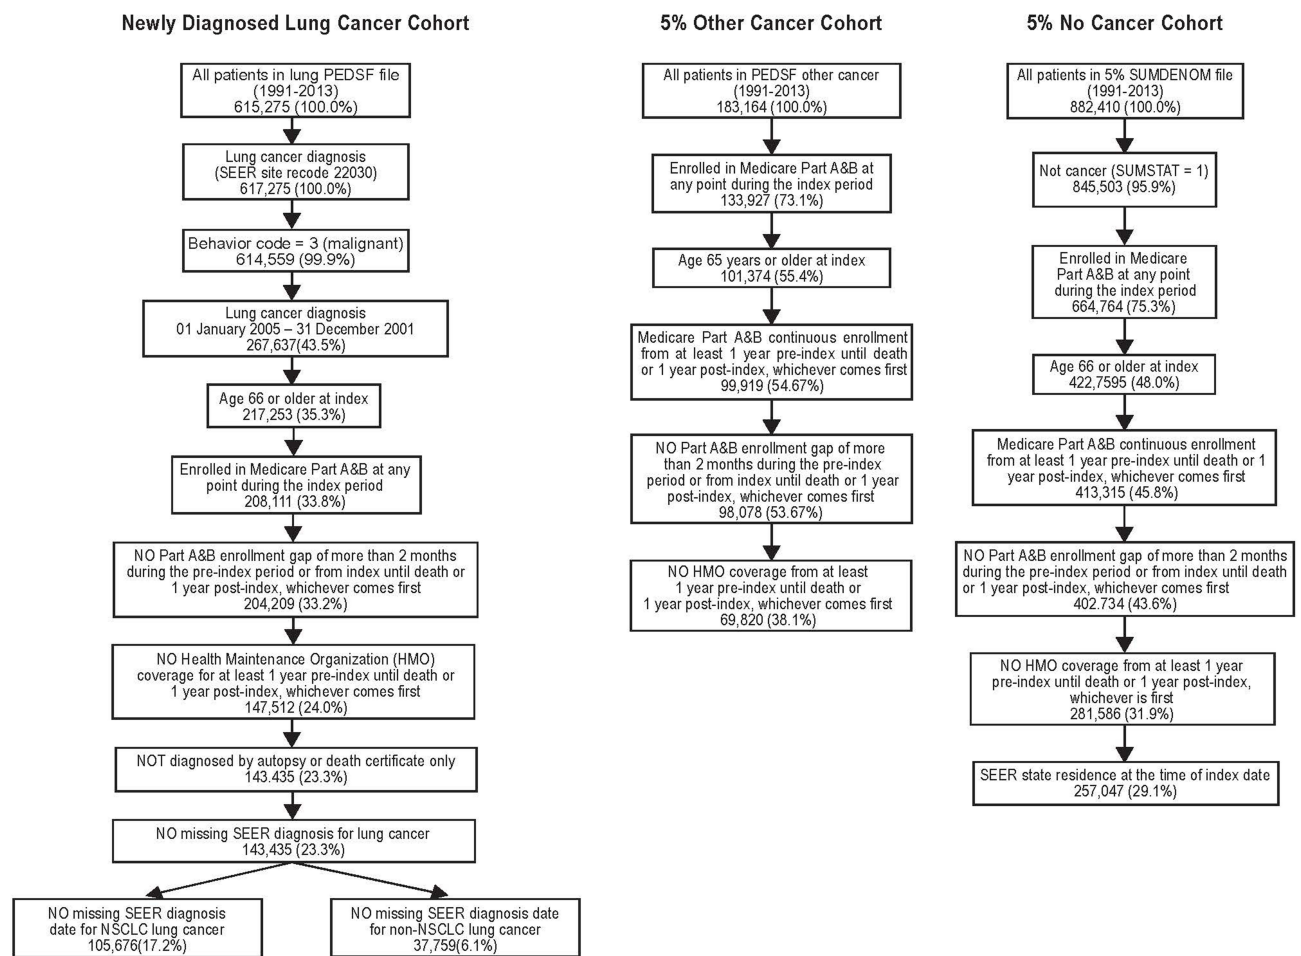 Newly Diagnosed Lung Cancer Cohort
All patients in lung PEDSF file
(1991-2013)
615,275 (100.0%)
Lung cancer diagnosis
(SEER site recode 22030)
617,275 (100.0%)
Behavior code = 3 (malignant)
614,559 (99.9%)
Lung cancer diagnosis
01 January 2005 – 31 December 2001
267,637(43.5%)
Age 66 or older at index
217,253 (35.3%)
Enrolled in Medicare Part A&B at any
point during the index period
208,111 (33.8%)
NO Part A&B enrollment gap of more than 2 months
during the pre-index period or from index until death or
1 year post-index, whichever comes first
204,209 (33.2%)
NO Health Maintenance Organization (HMO)
coverage for at least 1 year pre-index until death or
1 year post-index, whichever comes first
147,512 (24.0%)
NOT diagnosed by autopsy or death certificate only
143.435 (23.3%)
NO missing SEER diagnosis for lung cancer
143,435 (23.3%)
NO missing SEER diagnosis
date for NSCLC lung cancer
105,676(17.2%)
NO missing SEER diagnosis date
for non-NSCLC lung cancer
37,759(6.1%)
5% Other Cancer Cohort
All patients in PEDSF other cancer
(1991-2013)
183,164 (100.0%)
Enrolled in Medicare Part A&B at
any point during the index period
133,927 (73.1%)
Age 65 years or older at index
101,374 (55.4%)
Medicare Part A&B continuous enrollment
from at least 1 year pre-index until death
or 1 year post-index, whichever comes first
99,919 (54.67%)
NO Part A&B enrollment gap of more
than 2 months during the pre-index
period or from index until death or 1 year
post-index, whichever comes first
98,078 (53.67%)
NO HMO coverage from at least
1 year pre-index until death or
1 year post-index, whichever comes first
69,820 (38.1%)
5% No Cancer Cohort
All patients in 5% SUMDENOM file
(1991-2013)
882,410 (100.0%)
Not cancer (SUMSTAT = 1)
845,503 (95.9%)
Enrolled in Medicare
Part A&B at any point
during the index period
664,764 (75.3%)
Age 66 or older at index
422,7595 (48.0%)
Medicare Part A&B continuous enrollment
from at least 1 year pre-index until death or 1
year post-index, whichever comes first
413,315 (45.8%)
NO Part A&B enrollment gap of more than 2 months
during the pre-index period or from index until death
or 1 year post-index, whichever comes first
402.734 (43.6%)
NO HMO coverage from at least 1 year
pre-index until death or 1 year post-index,
whichever is first
281,586 (31.9%)
SEER state residence at the time of index date
257,047 (29.1%)